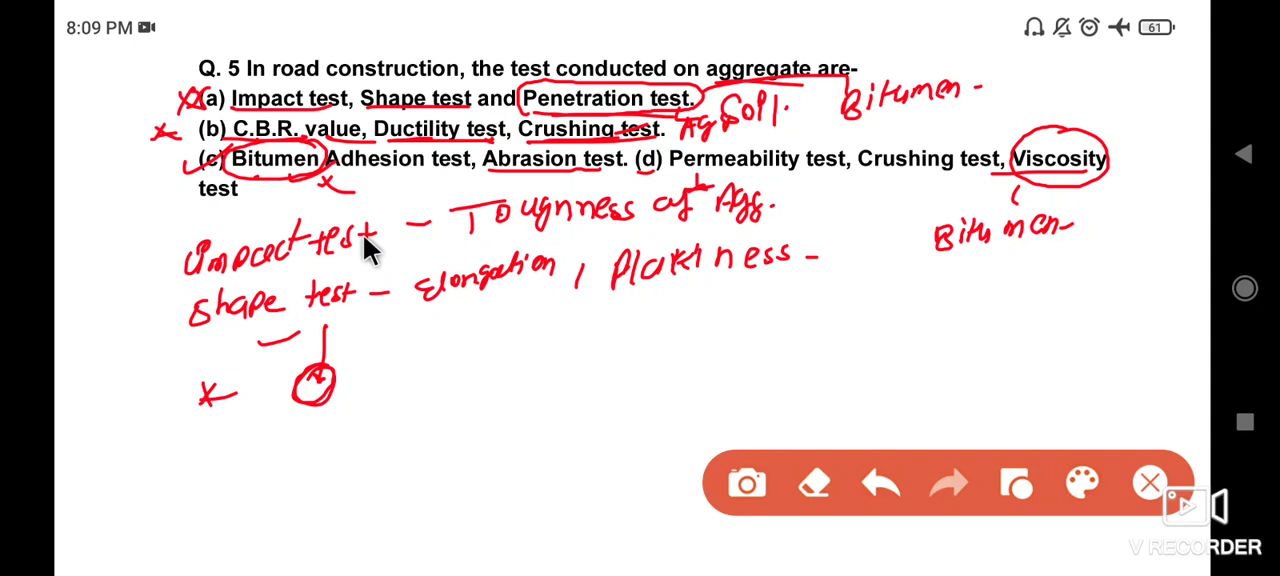 8:09 PM
61
Q. 5 In road construction, the test conducted on aggregate are-
(a) Impact test, Shape test and Penetration test.
Bitumen -
Soil.
(b) C.B.R. value, Ductility test, Crushing test.
Agg
(c) Bitumen Adhesion test, Abrasion test. (d) Permeability test, Crushing test, Viscosity
test
Impact test - Toughness of Agg.
Bitumen-
Shape test - Elongation, Flakiness -
V RECORDER